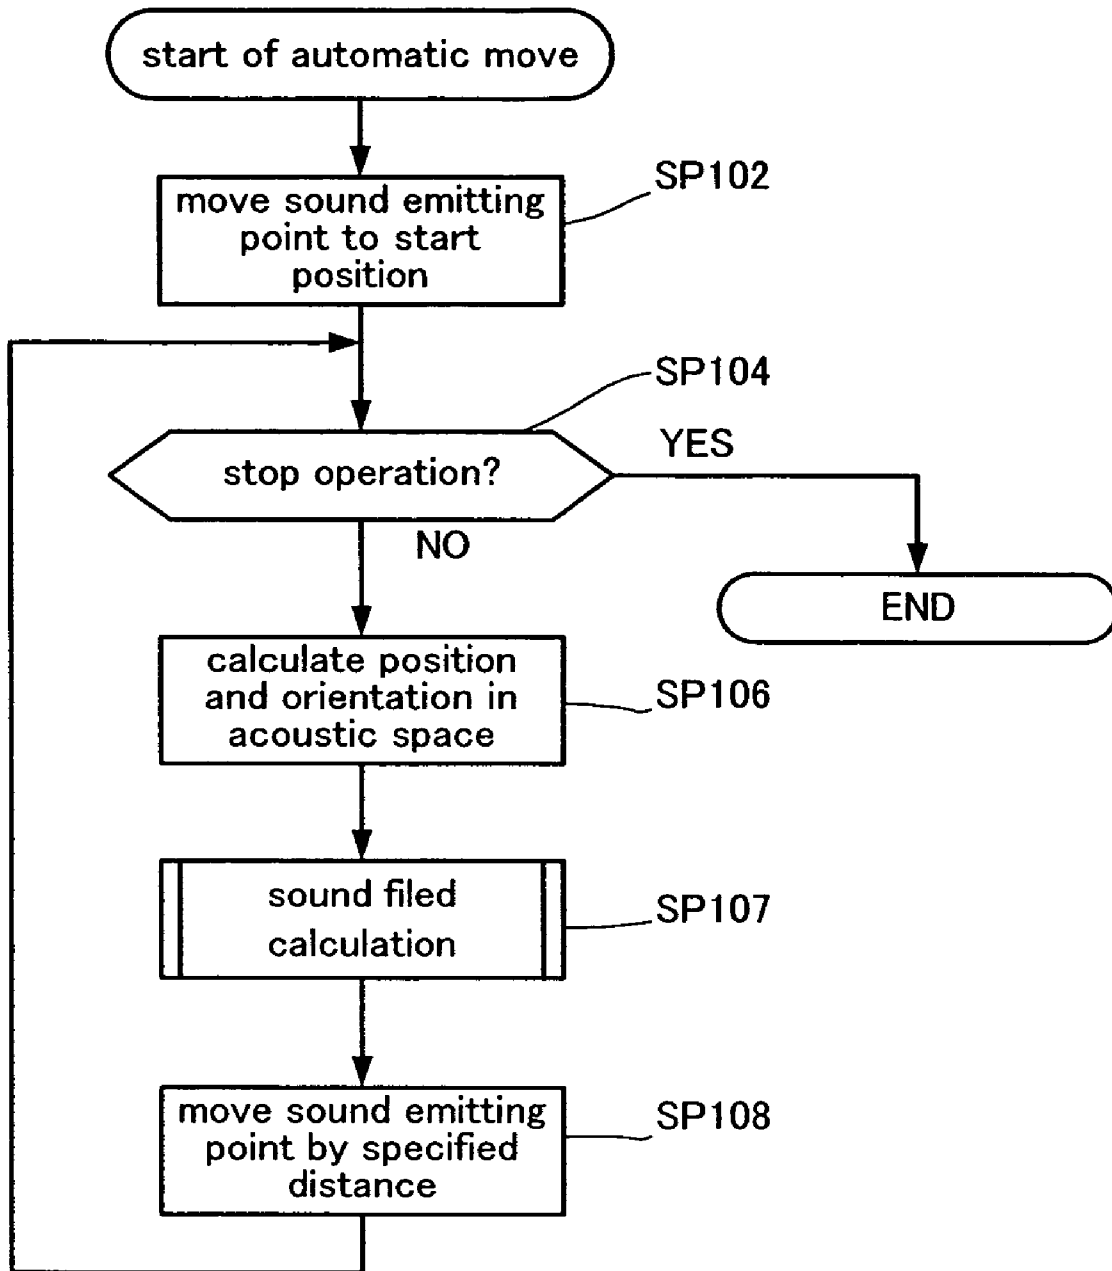 start of automatic move
SP102
move sound emitting
point to start
position
SP104
stop operation?
YES
NO
END
calculate position
and orientation in
acoustic space
SP106
sound filed
calculation
SP107
move sound emitting
point by specified
distance
SP108